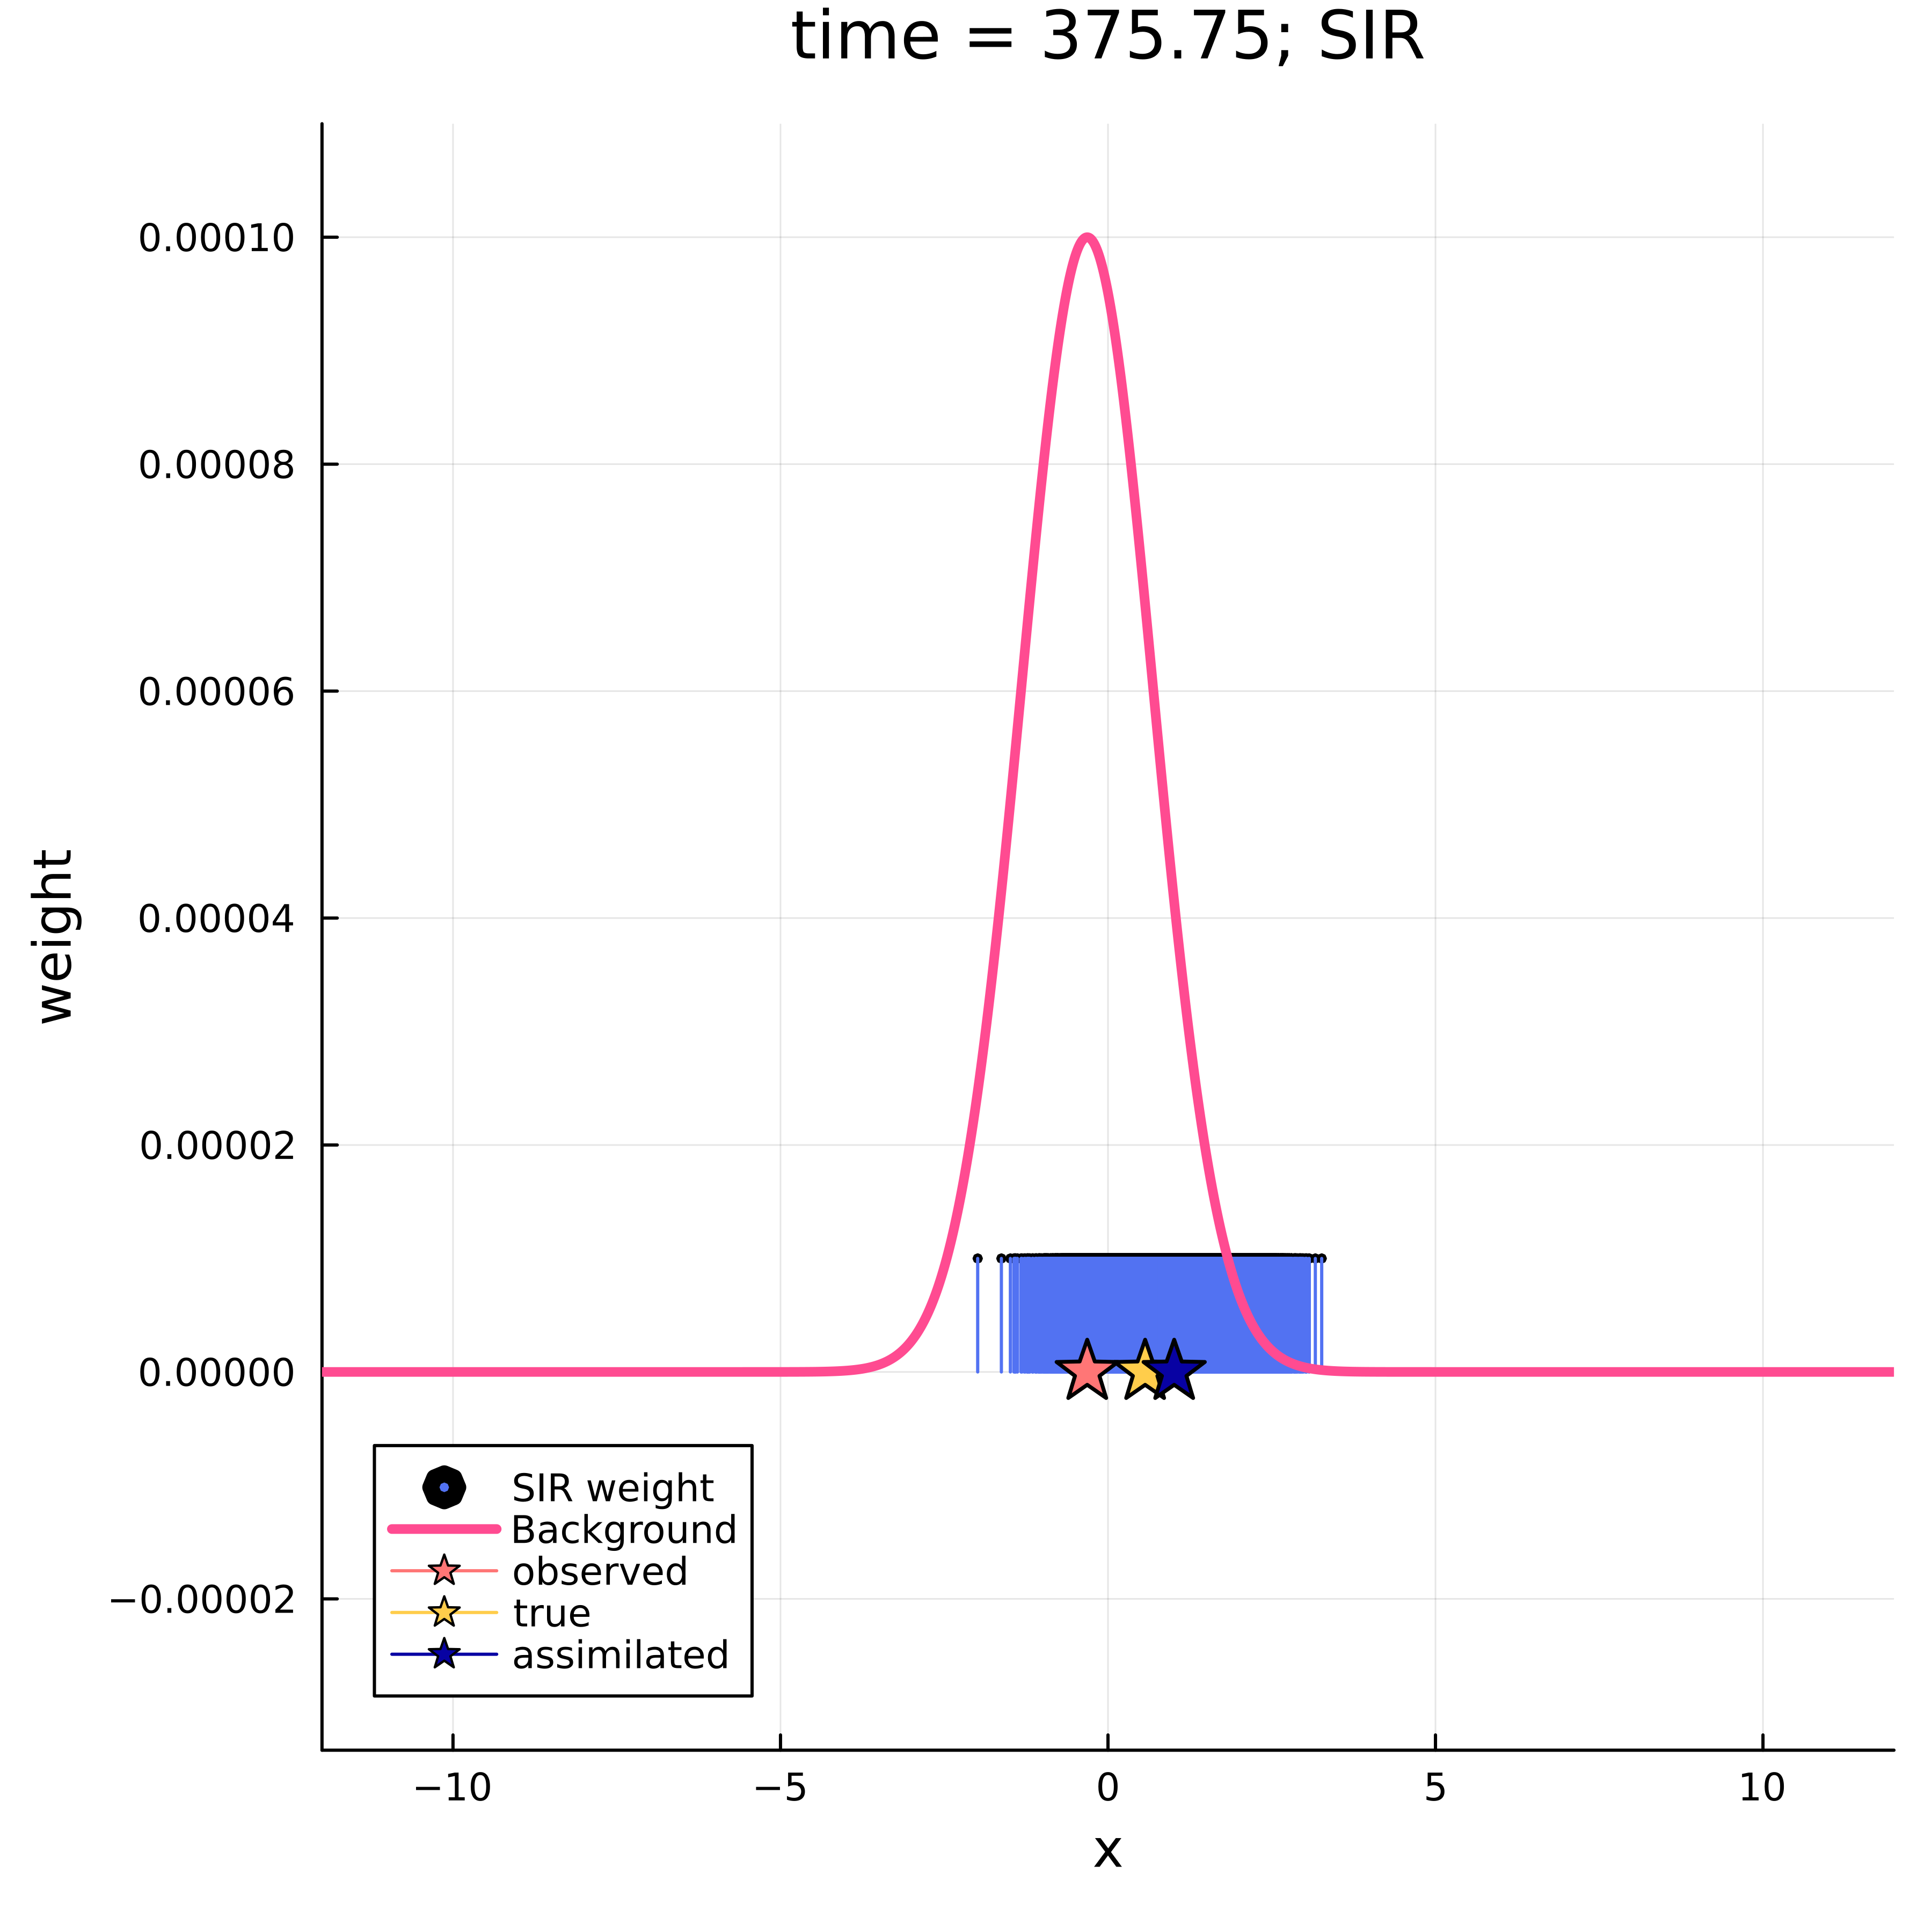 time = 375.75; SIR
weight
0.00010
0.00008
0.00006
0.00004
0.00002
0.00000
−0.00002
SIR weight
Background
observed
true
assimilated
−10
−5
0
5
10
x